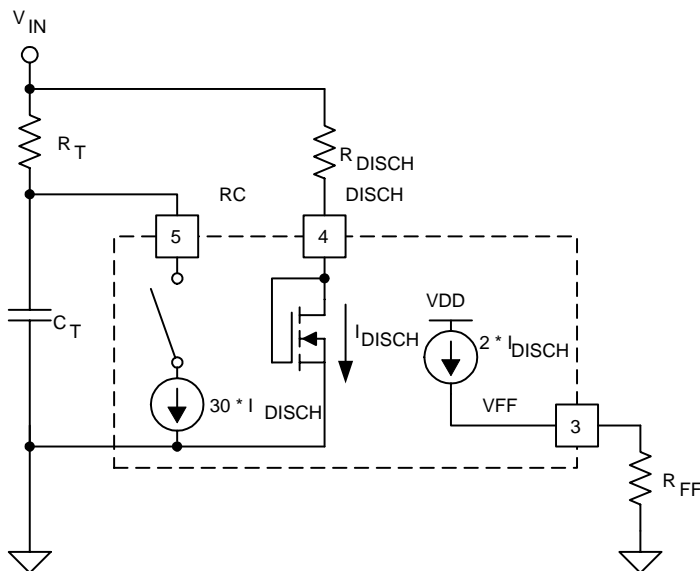 V IN
R T
R DISCH
RC
DISCH
5
4
C T
VDD
I DISCH
2 * I DISCH
30 * I DISCH
VFF
3
R FF